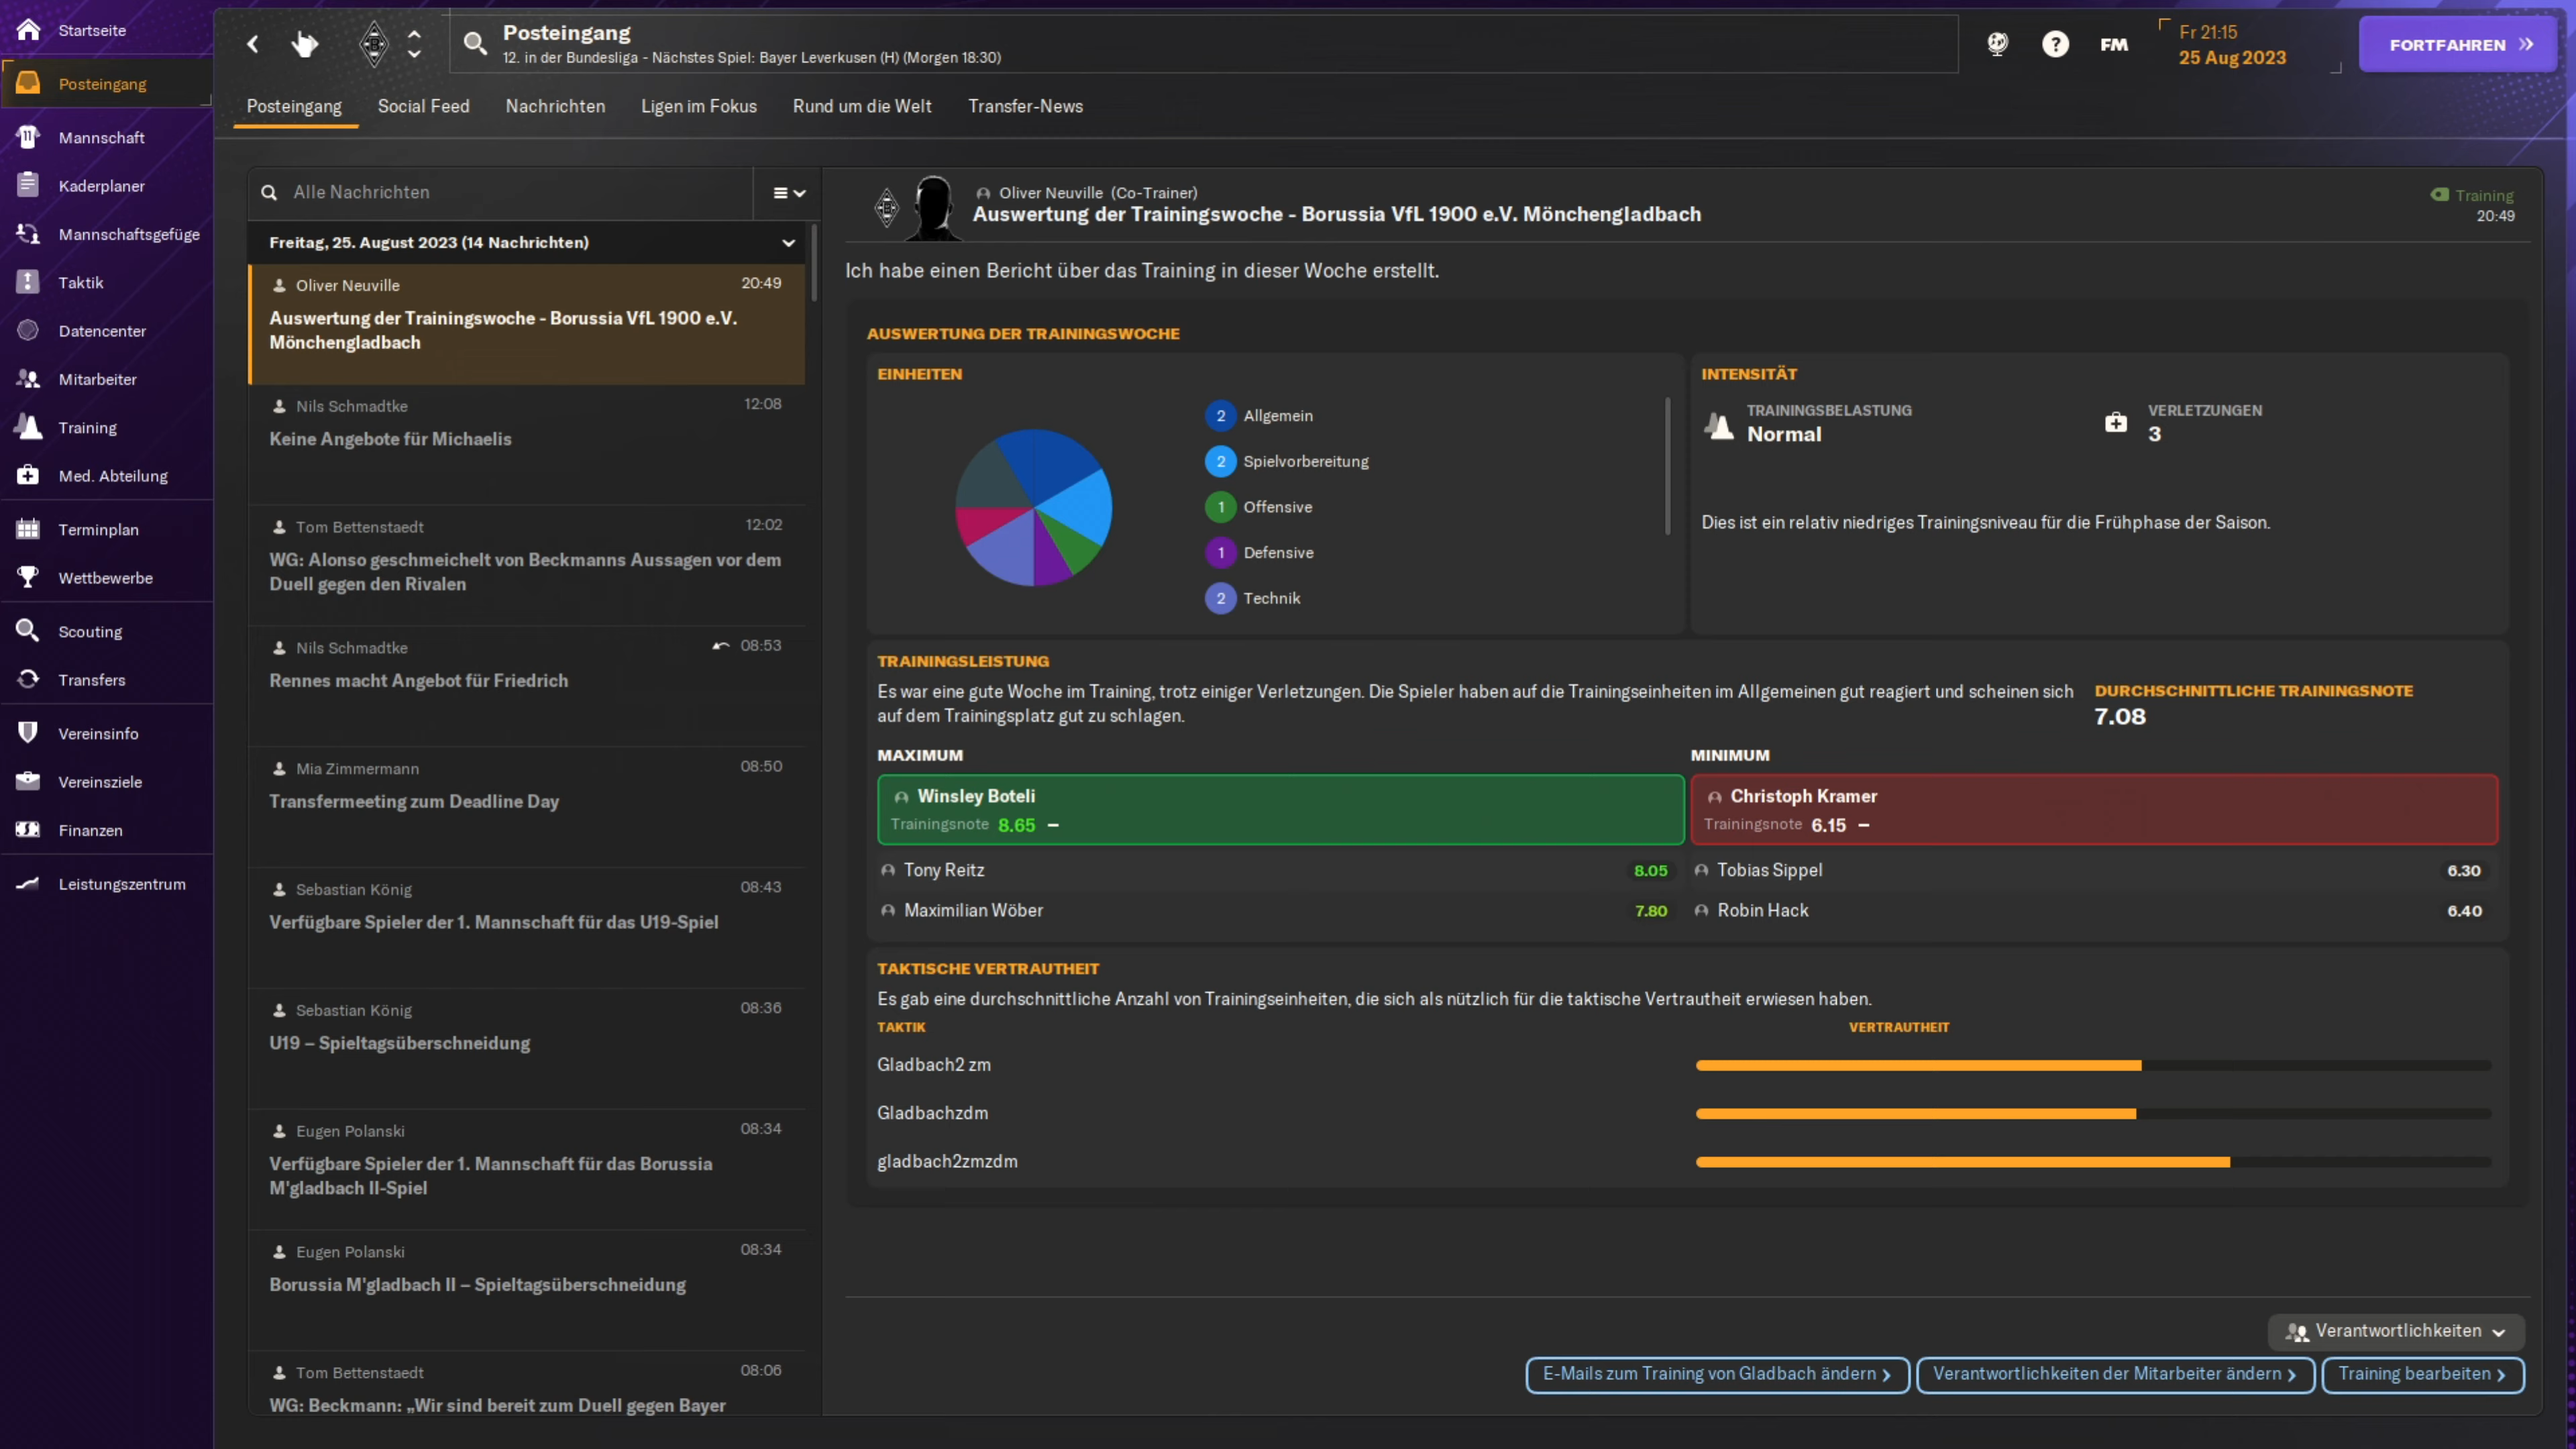 Startseite
Posteingang
Mannschaft
Kaderplaner
Mannschaftsgefüge
Taktik
Datencenter
Mitarbeiter
Training
Med. Abteilung
Terminplan
Wettbewerbe
Scouting
Transfers
Vereinsinfo
Vereinsziele
Finanzen
Leistungszentrum
Posteingang
12. in der Bundesliga - Nächstes Spiel: Bayer Leverkusen (H) (Morgen 18:30)
FM
Fr 21:15
25 Aug 2023
FORTFAHREN
Posteingang Social Feed Nachrichten Ligen im Fokus Rund um die Welt Transfer-News
Alle Nachrichten
Freitag, 25. August 2023 (14 Nachrichten)
Oliver Neuville 20:49
Auswertung der Trainingswoche - Borussia VfL 1900 e.V.
Mönchengladbach
Nils Schmadtke 12:08
Keine Angebote für Michaelis
Tom Bettenstaedt 12:02
WG: Alonso geschmeichelt von Beckmanns Aussagen vor dem
Duell gegen den Rivalen
Nils Schmadtke 08:53
Rennes macht Angebot für Friedrich
Mia Zimmermann 08:50
Transfermeeting zum Deadline Day
Sebastian König 08:43
Verfügbare Spieler der 1. Mannschaft für das U19-Spiel
Sebastian König 08:36
U19 – Spieltagsüberschneidung
Eugen Polanski 08:34
Verfügbare Spieler der 1. Mannschaft für das Borussia
M'gladbach II-Spiel
Eugen Polanski 08:34
Borussia M'gladbach II – Spieltagsüberschneidung
Tom Bettenstaedt 08:06
WG: Beckmann: „Wir sind bereit zum Duell gegen Bayer
Oliver Neuville (Co-Trainer)
Auswertung der Trainingswoche - Borussia VfL 1900 e.V. Mönchengladbach
Training
20:49
Ich habe einen Bericht über das Training in dieser Woche erstellt.
AUSWERTUNG DER TRAININGSWOCHE
EINHEITEN
2 Allgemein
2 Spielvorbereitung
1 Offensive
1 Defensive
2 Technik
INTENSITÄT
TRAININGSBELASTUNG
Normal
VERLETZUNGEN
3
Dies ist ein relativ niedriges Trainingsniveau für die Frühphase der Saison.
TRAININGSLEISTUNG
Es war eine gute Woche im Training, trotz einiger Verletzungen. Die Spieler haben auf die Trainingseinheiten im Allgemeinen gut reagiert und scheinen sich
auf dem Trainingsplatz gut zu schlagen.
DURCHSCHNITTLICHE TRAININGSNOTE
7.08
MAXIMUM
Winsley Boteli
Trainingsnote 8.65 –
Tony Reitz 8.05
Maximilian Wöber 7.80
MINIMUM
Christoph Kramer
Trainingsnote 6.15 –
Tobias Sippel 6.30
Robin Hack 6.40
TAKTISCHE VERTRAUTHEIT
Es gab eine durchschnittliche Anzahl von Trainingseinheiten, die sich als nützlich für die taktische Vertrautheit erwiesen haben.
TAKTIK VERTRAUTHEIT
Gladbach2 zm
Gladbachzdm
gladbach2zmzdm
Verantwortlichkeiten
E-Mails zum Training von Gladbach ändern
Verantwortlichkeiten der Mitarbeiter ändern
Training bearbeiten